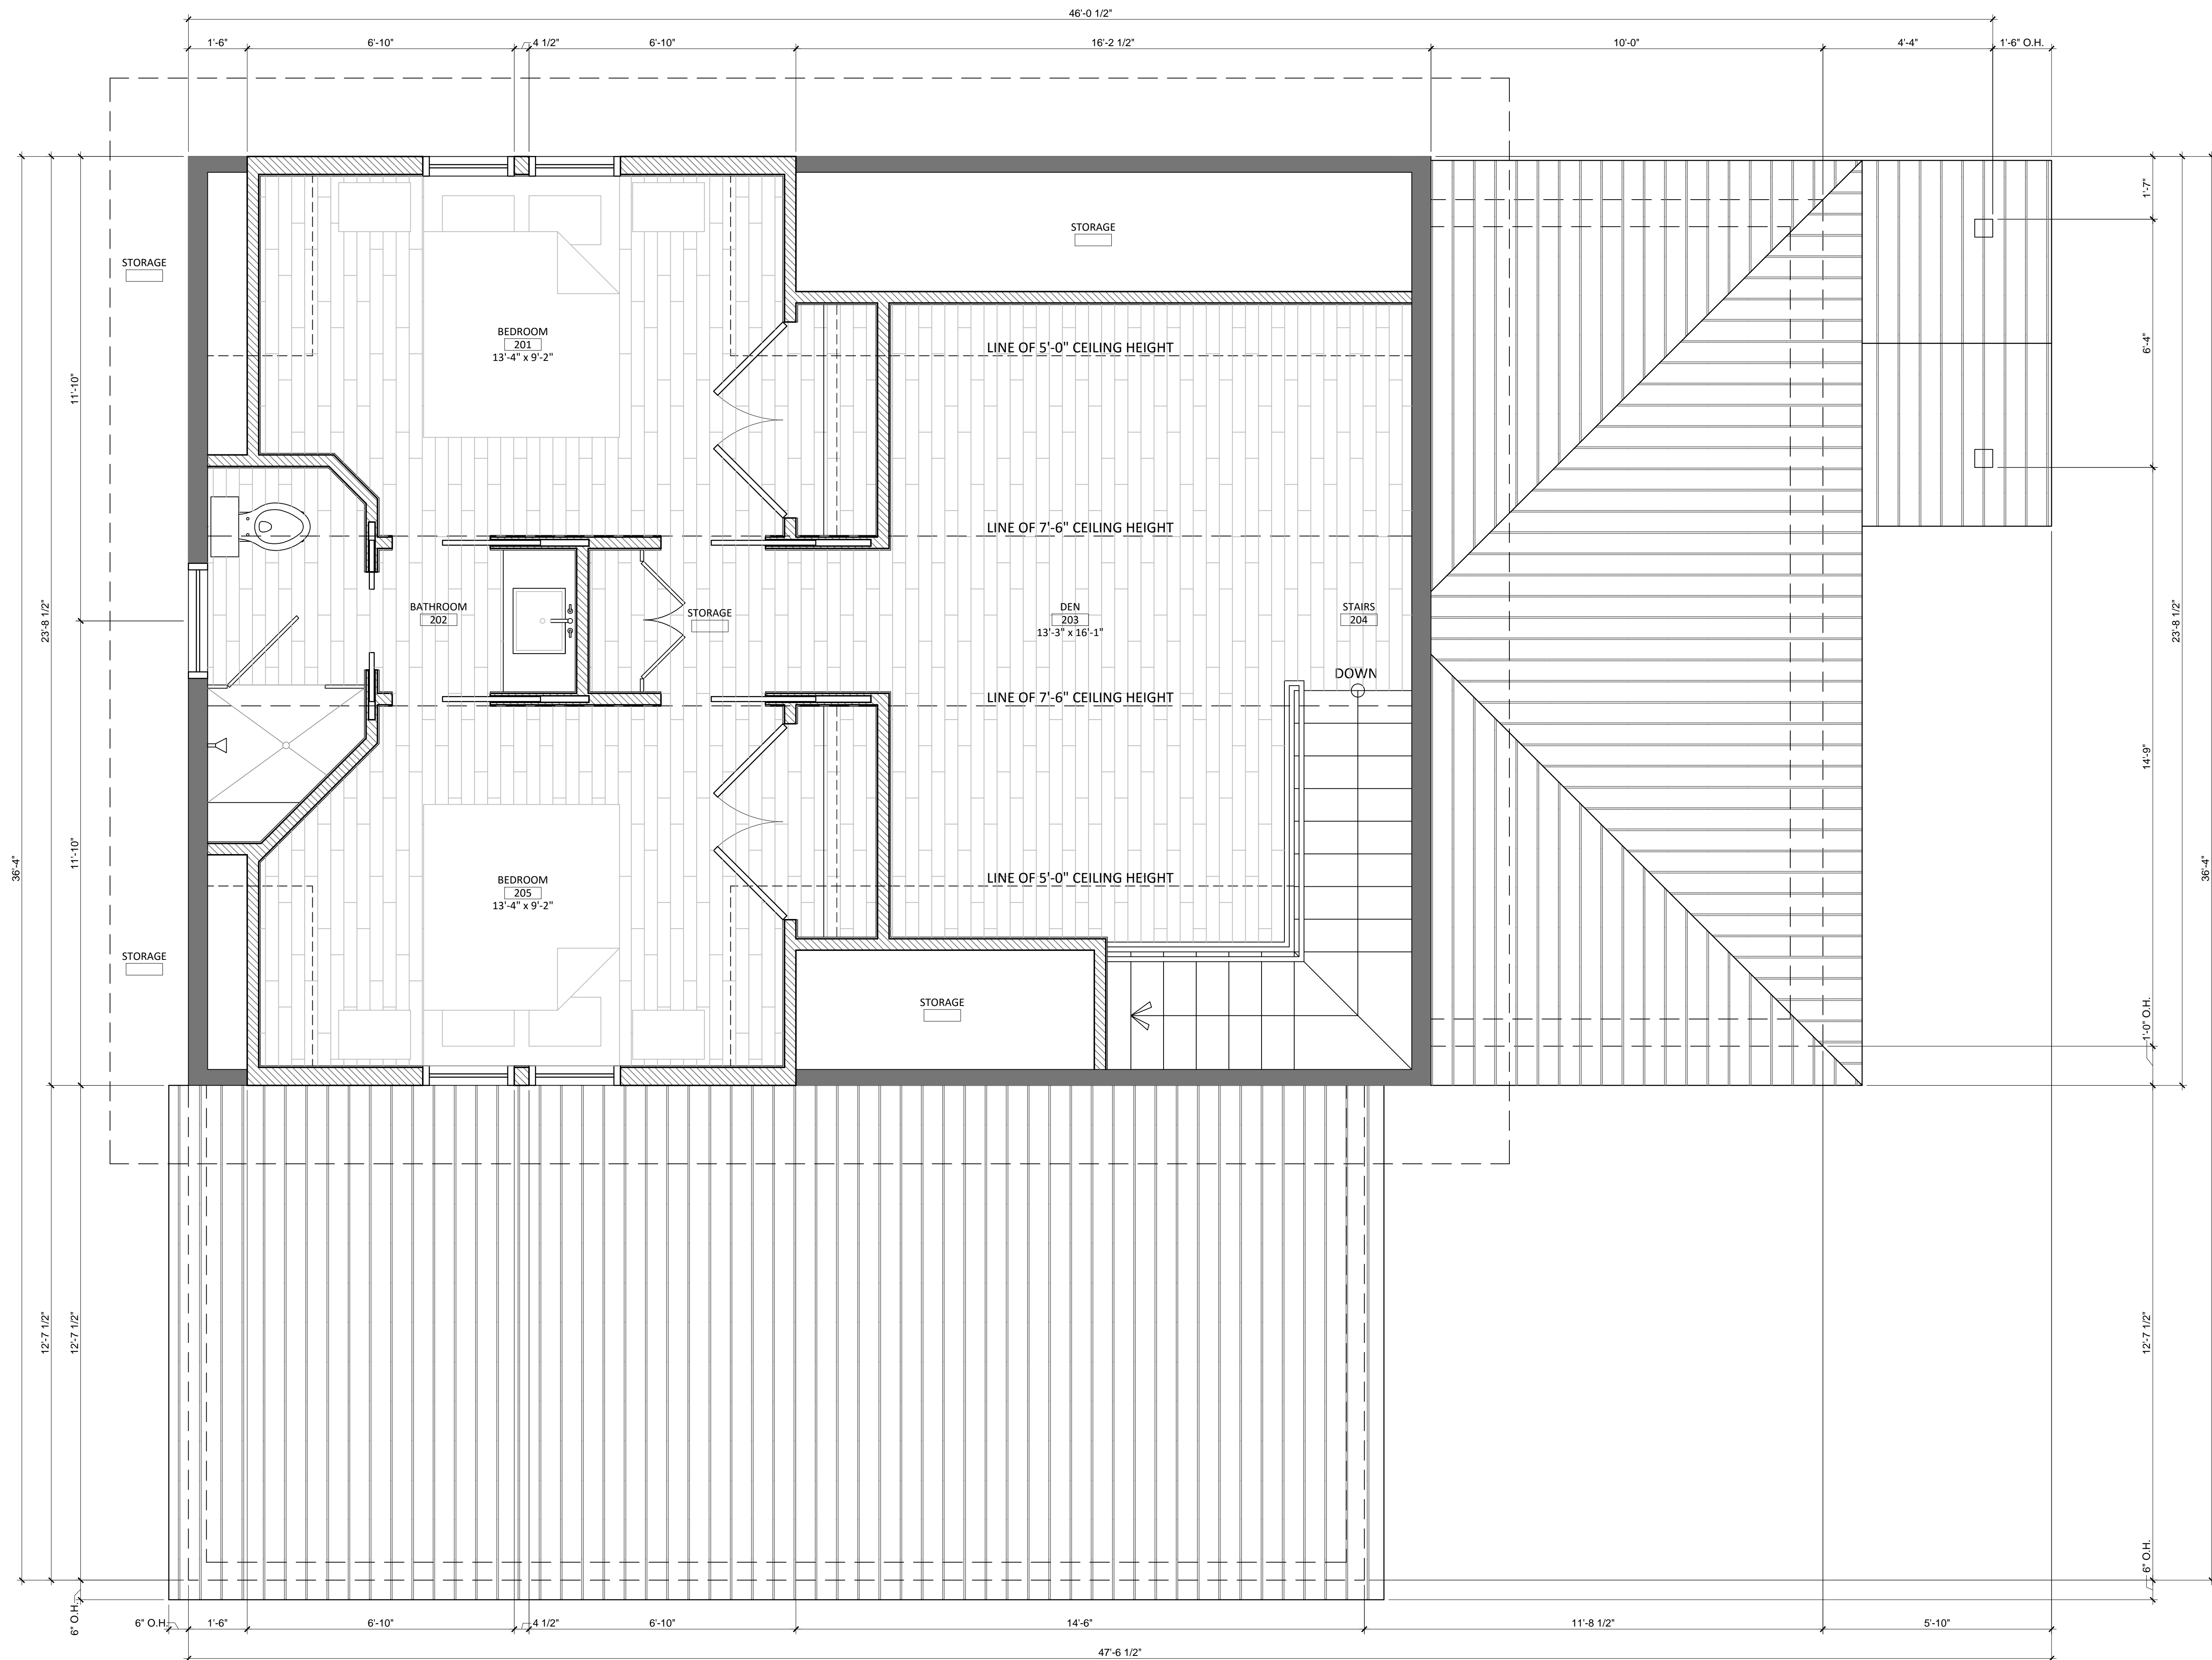 46'-0 1/2"
1'-6"
6'-10"
4 1/2"
6'-10"
16'-2 1/2"
10'-0"
4'-4"
1'-6" O.H.
STORAGE
STORAGE
1'-7"
BEDROOM
201
13'-4" x 9'-2"
LINE OF 5'-0" CEILING HEIGHT
6'-4"
11'-10"
LINE OF 7'-6" CEILING HEIGHT
23'-8 1/2"
BATHROOM
202
STORAGE
DEN
203
13'-3" x 16'-1"
STAIRS
204
23'-8 1/2"
DOWN
LINE OF 7'-6" CEILING HEIGHT
14'-9"
36'-4"
11'-10"
BEDROOM
205
13'-4" x 9'-2"
LINE OF 5'-0" CEILING HEIGHT
36'-4"
STORAGE
STORAGE
1'-0" O.H.
12'-7 1/2"
12'-7 1/2"
12'-7 1/2"
6" O.H.
6" O.H.
6" O.H.
1'-6"
6'-10"
4 1/2"
6'-10"
14'-6"
11'-8 1/2"
5'-10"
47'-6 1/2"